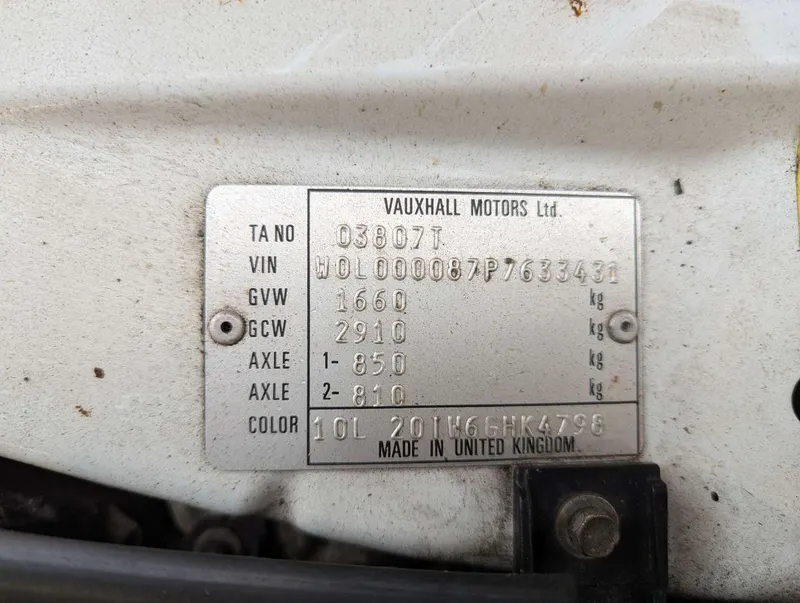 VAUXHALL MOTORS Ltd.
TA NO 03807T
VIN W0L000087P7633431
GVW 1660 kg
GCW 2910 kg
AXLE 1- 850 kg
AXLE 2- 810 kg
COLOR 10L 20IW6GHK4798
MADE IN UNITED KINGDOM